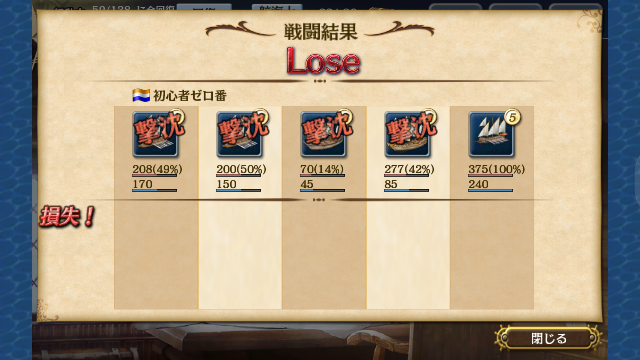 戦闘結果
Lose
初心者ゼロ番
撃沈 撃沈 撃沈 撃沈 5
208(49%) 200(50%) 70(14%) 277(42%) 375(100%)
170 150 45 85 240
損失!
閉じる